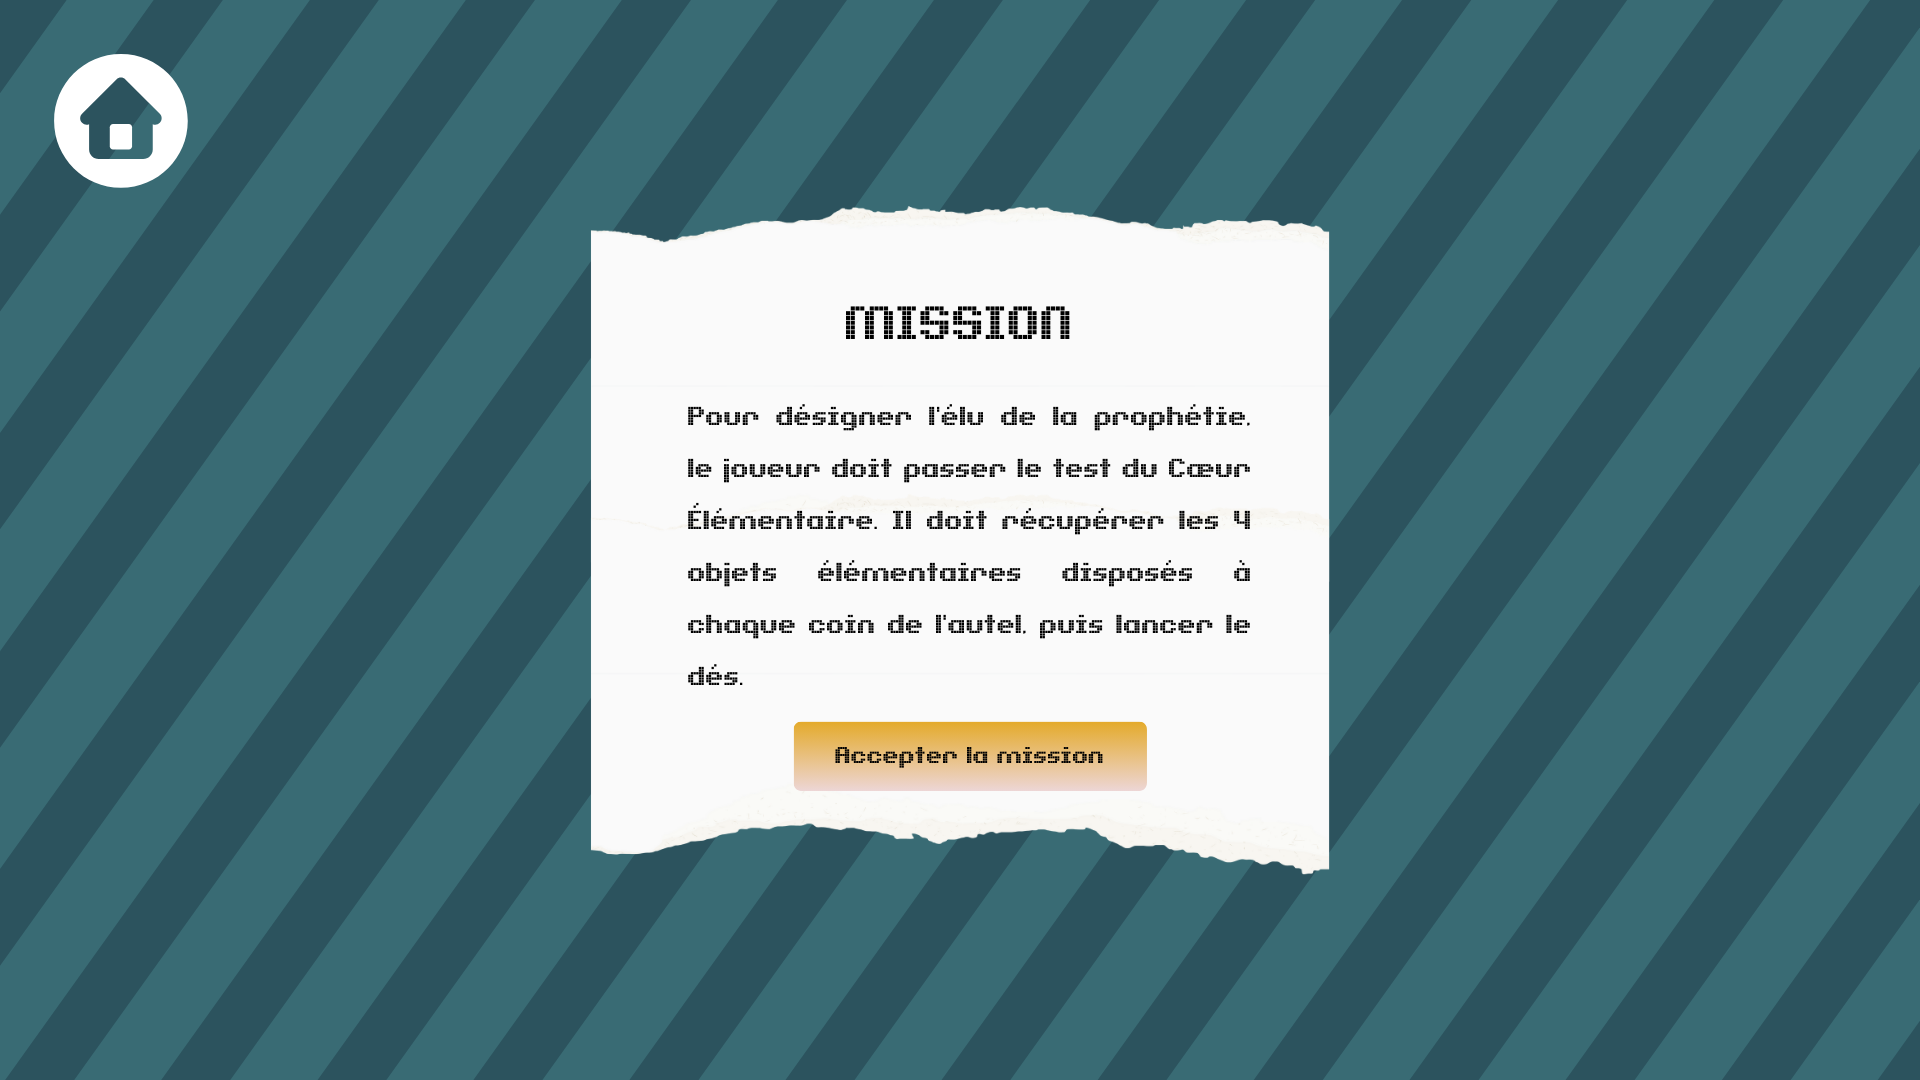 MISSION
Pour désigner l'élu de la prophétie,
le joueur doit passer le test du Cœur
Élémentaire. Il doit récupérer les 4
objets élémentaires disposés à
chaque coin de l'autel, puis lancer le
dés.
Accepter la mission